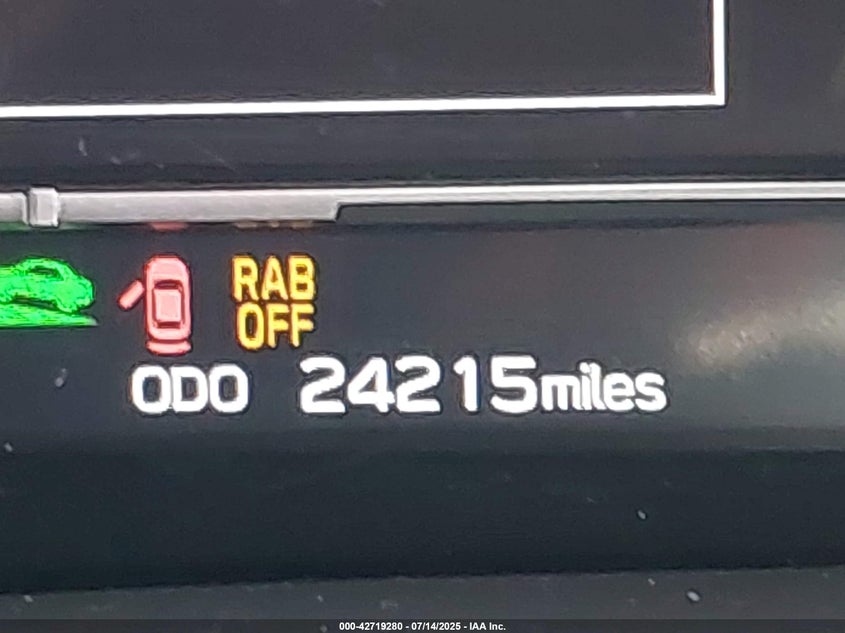 RAB
OFF
ODO 24215miles
000-42719280 - 07/14/2025 - IAA Inc.